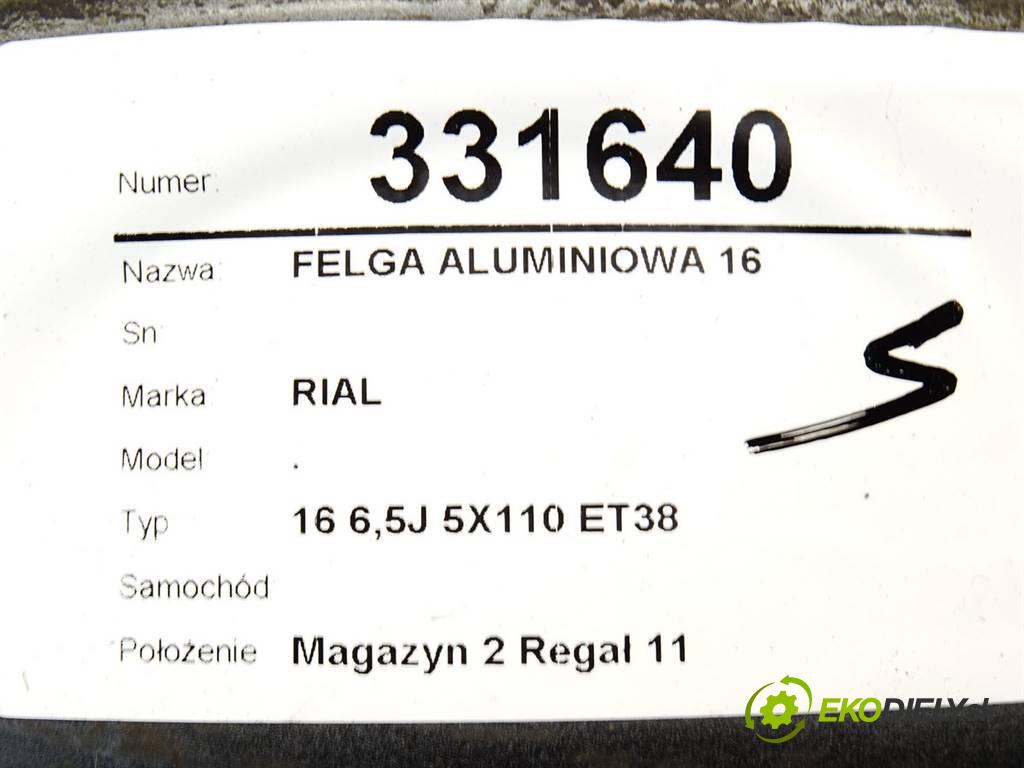 Numer: 331640
Nazwa: FELGA ALUMINIOWA 16
Sn
Marka RIAL
Model .
Typ 16 6,5J 5X110 ET38
Samochód
Położenie Magazyn 2 Regał 11
S